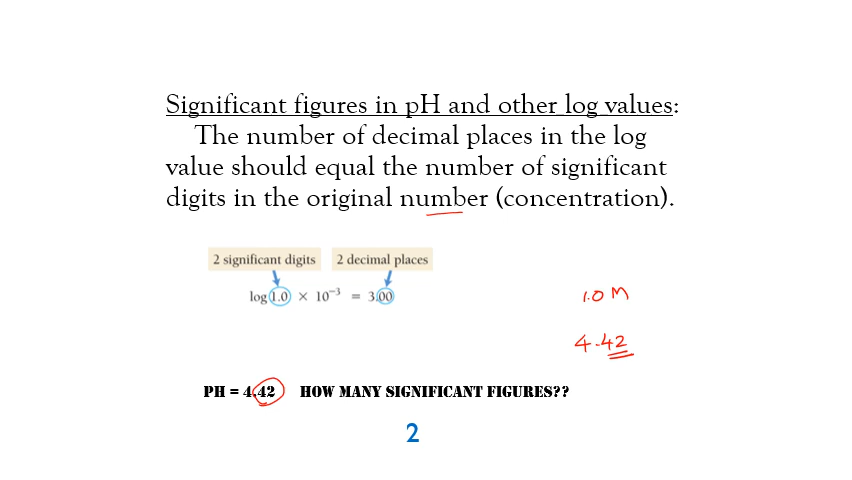 Significant figures in pH and other log values:
The number of decimal places in the log
value should equal the number of significant
digits in the original number (concentration).
2 significant digits 2 decimal places
log 1.0 × 10⁻³ = 3.00
1.0 M
4.42
PH = 4.42 HOW MANY SIGNIFICANT FIGURES??
2